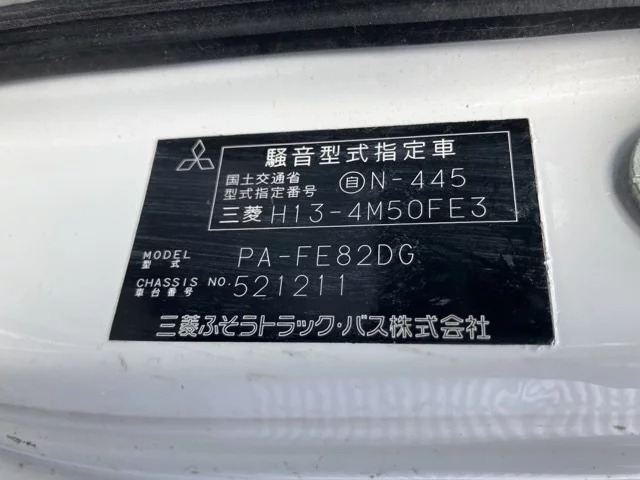 騒音型式指定車
国土交通省
型式指定番号 自N-445
三菱 H13-4M50FE3
MODEL
型式 PA-FE82DG
CHASSIS NO.
車台番号 521211
三菱ふそうトラック・バス株式会社